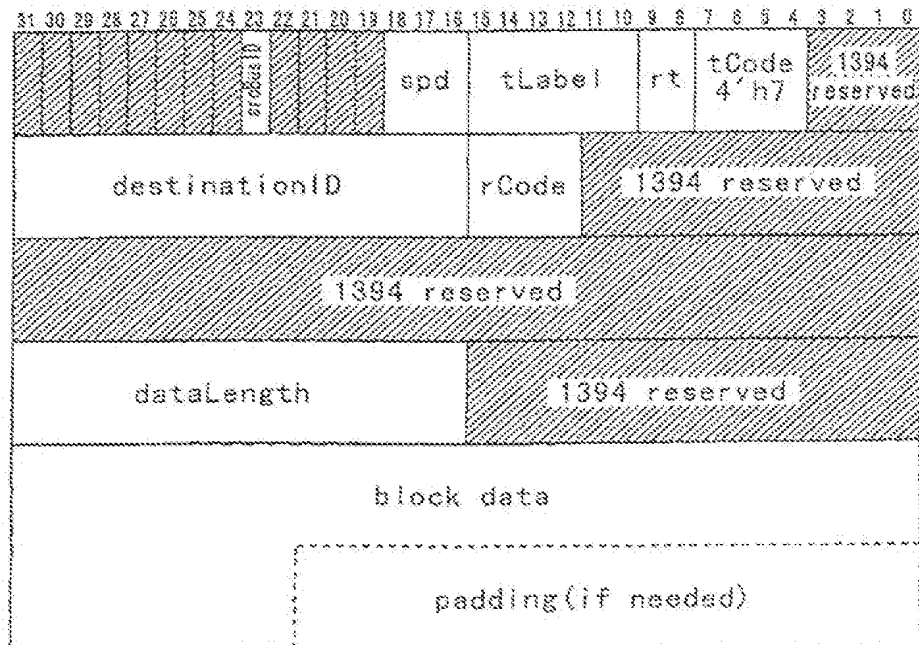 31 30 29 28 27 26 25 24 23 22 21 20 19 18 17 16 15 14 13 12 11 10 9 8 7 6 5 4 3 2 1 0
srcBusID spd tLabel rt tCode 1394
4'h7 reserved
destinationID rCode 1394 reserved
1394 reserved
dataLength 1394 reserved
block data
padding(if needed)